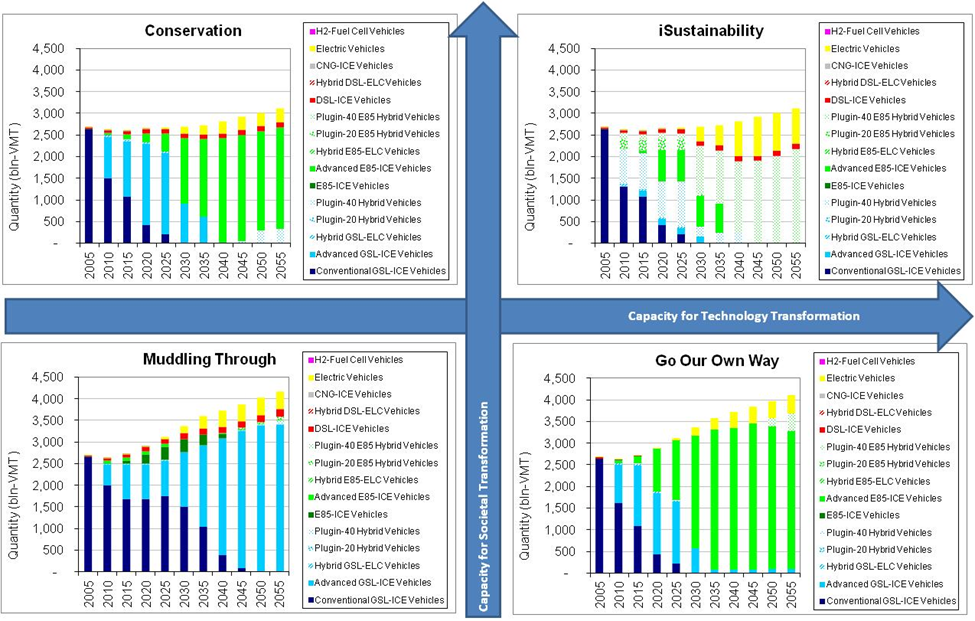 Conservation
Quantity (bln-VMT)
4,500
4,000
3,500
3,000
2,500
2,000
1,500
1,000
500
-
2005
2010
2015
2020
2025
2030
2035
2040
2045
2050
2055
H2-Fuel Cell Vehicles
Electric Vehicles
CNG-ICE Vehicles
Hybrid DSL-ELC Vehicles
DSL-ICE Vehicles
Plugin-40 E85 Hybrid Vehicles
Plugin-20 E85 Hybrid Vehicles
Hybrid E85-ELC Vehicles
Advanced E85-ICE Vehicles
E85-ICE Vehicles
Plugin-40 Hybrid Vehicles
Plugin-20 Hybrid Vehicles
Hybrid GSL-ELC Vehicles
Advanced GSL-ICE Vehicles
Conventional GSL-ICE Vehicles
iSustainability
Quantity (bln-VMT)
4,500
4,000
3,500
3,000
2,500
2,000
1,500
1,000
500
-
2005
2010
2015
2020
2025
2030
2035
2040
2045
2050
2055
H2-Fuel Cell Vehicles
Electric Vehicles
CNG-ICE Vehicles
Hybrid DSL-ELC Vehicles
DSL-ICE Vehicles
Plugin-40 E85 Hybrid Vehicles
Plugin-20 E85 Hybrid Vehicles
Hybrid E85-ELC Vehicles
Advanced E85-ICE Vehicles
E85-ICE Vehicles
Plugin-40 Hybrid Vehicles
Plugin-20 Hybrid Vehicles
Hybrid GSL-ELC Vehicles
Advanced GSL-ICE Vehicles
Conventional GSL-ICE Vehicles
Capacity for Technology Transformation
Capacity for Societal Transformation
Muddling Through
Quantity (bln-VMT)
4,500
4,000
3,500
3,000
2,500
2,000
1,500
1,000
500
-
2005
2010
2015
2020
2025
2030
2035
2040
2045
2050
2055
H2-Fuel Cell Vehicles
Electric Vehicles
CNG-ICE Vehicles
Hybrid DSL-ELC Vehicles
DSL-ICE Vehicles
Plugin-40 E85 Hybrid Vehicles
Plugin-20 E85 Hybrid Vehicles
Hybrid E85-ELC Vehicles
Advanced E85-ICE Vehicles
E85-ICE Vehicles
Plugin-40 Hybrid Vehicles
Plugin-20 Hybrid Vehicles
Hybrid GSL-ELC Vehicles
Advanced GSL-ICE Vehicles
Conventional GSL-ICE Vehicles
Go Our Own Way
Quantity (bln-VMT)
4,500
4,000
3,500
3,000
2,500
2,000
1,500
1,000
500
-
2005
2010
2015
2020
2025
2030
2035
2040
2045
2050
2055
H2-Fuel Cell Vehicles
Electric Vehicles
CNG-ICE Vehicles
Hybrid DSL-ELC Vehicles
DSL-ICE Vehicles
Plugin-40 E85 Hybrid Vehicles
Plugin-20 E85 Hybrid Vehicles
Hybrid E85-ELC Vehicles
Advanced E85-ICE Vehicles
E85-ICE Vehicles
Plugin-40 Hybrid Vehicles
Plugin-20 Hybrid Vehicles
Hybrid GSL-ELC Vehicles
Advanced GSL-ICE Vehicles
Conventional GSL-ICE Vehicles